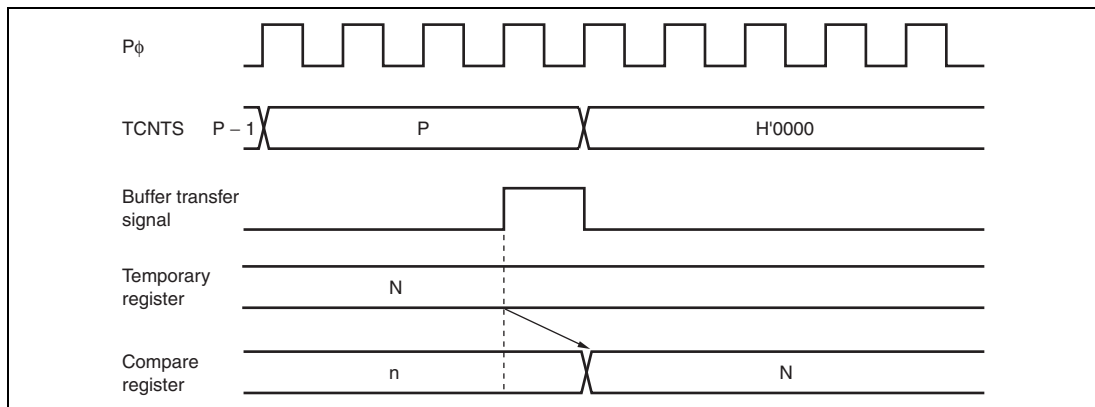 Pφ
TCNTS P – 1 P H'0000
Buffer transfer
signal
Temporary
register
N
Compare
register
n N